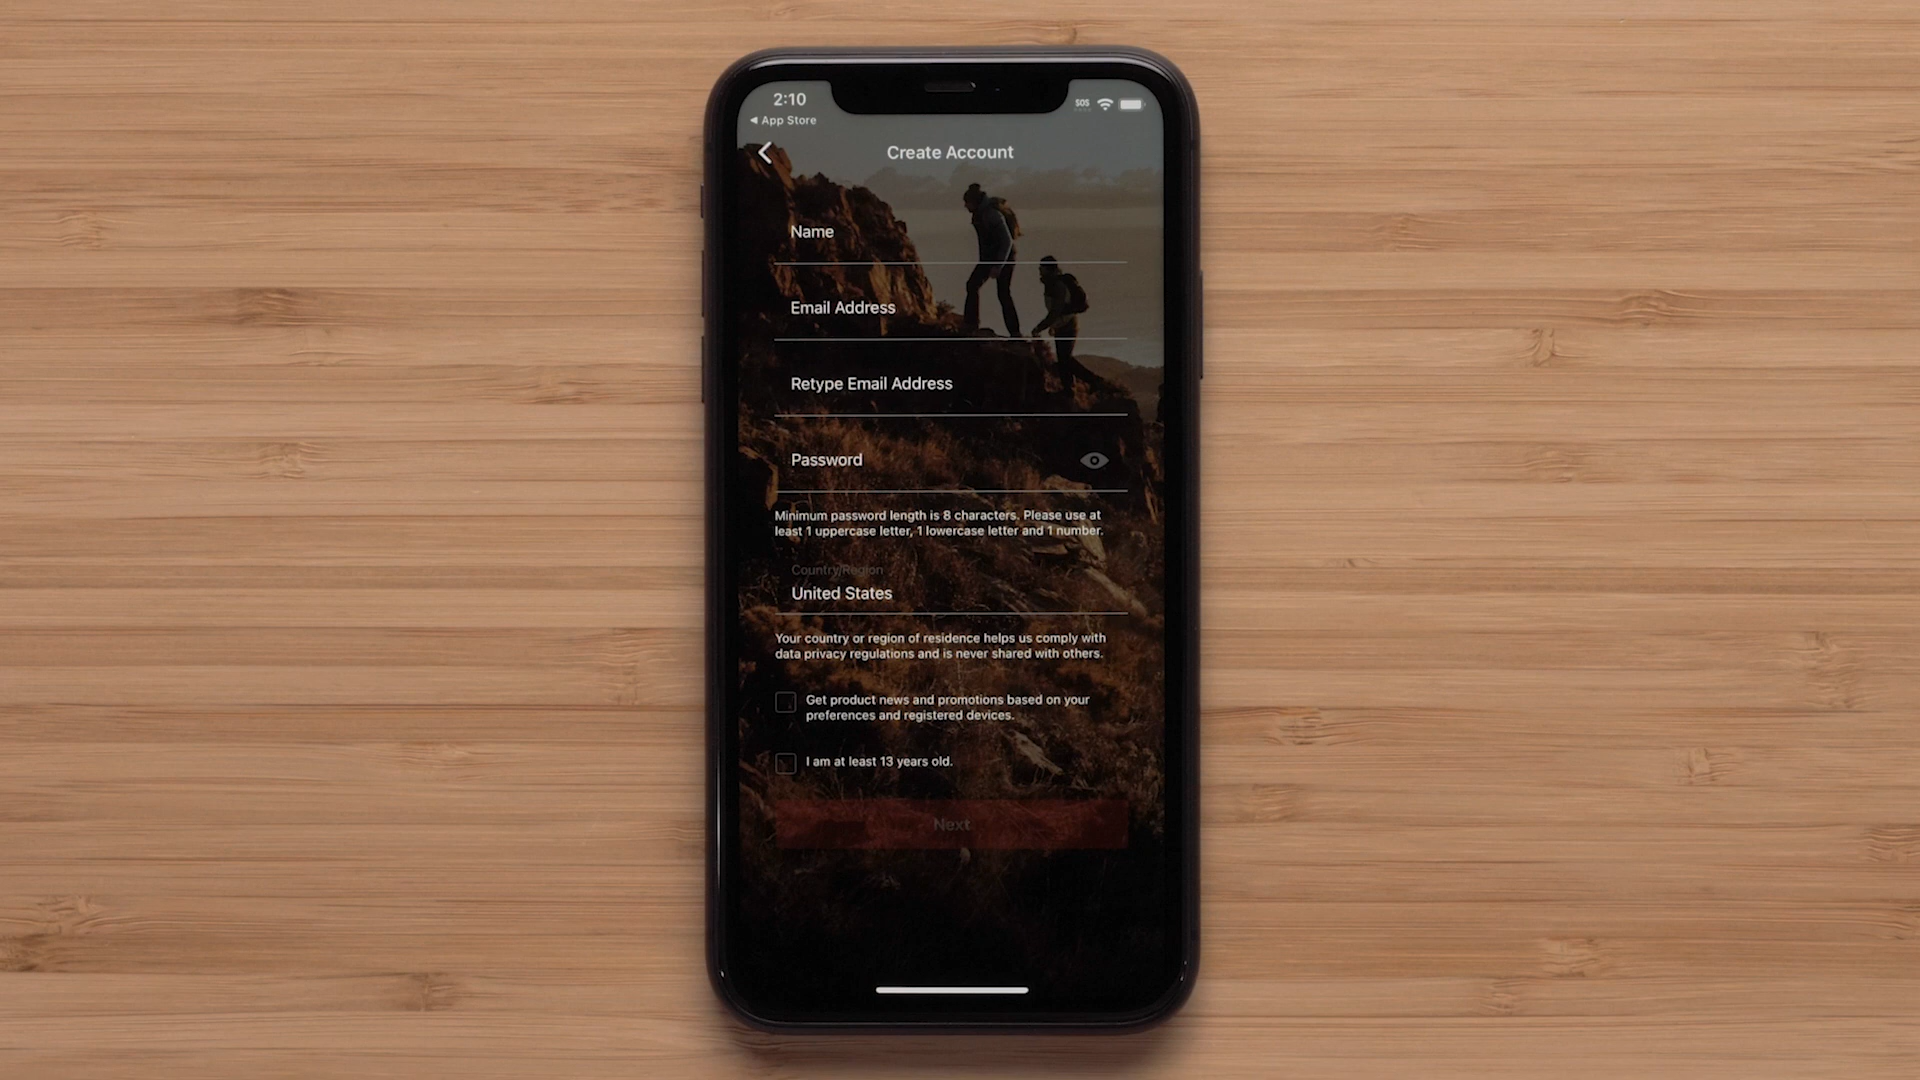 2:10
SOS
◀ App Store
Create Account
Name
Email Address
Retype Email Address
Password
Minimum password length is 8 characters. Please use at
least 1 uppercase letter, 1 lowercase letter and 1 number.
Country/Region
United States
Your country or region of residence helps us comply with
data privacy regulations and is never shared with others.
Get product news and promotions based on your
preferences and registered devices.
I am at least 13 years old.
Next